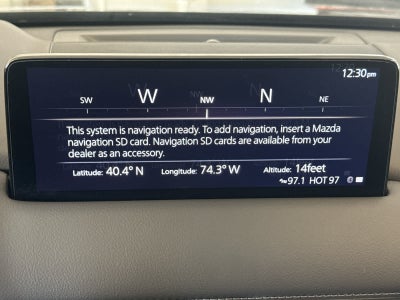 12:30pm
SW W NW N NE
This system is navigation ready. To add navigation, insert a Mazda
navigation SD card. Navigation SD cards are available from your
dealer as an accessory.
Latitude: 40.4° N Longitude: 74.3° W Altitude: 14feet
97.1 HOT 97